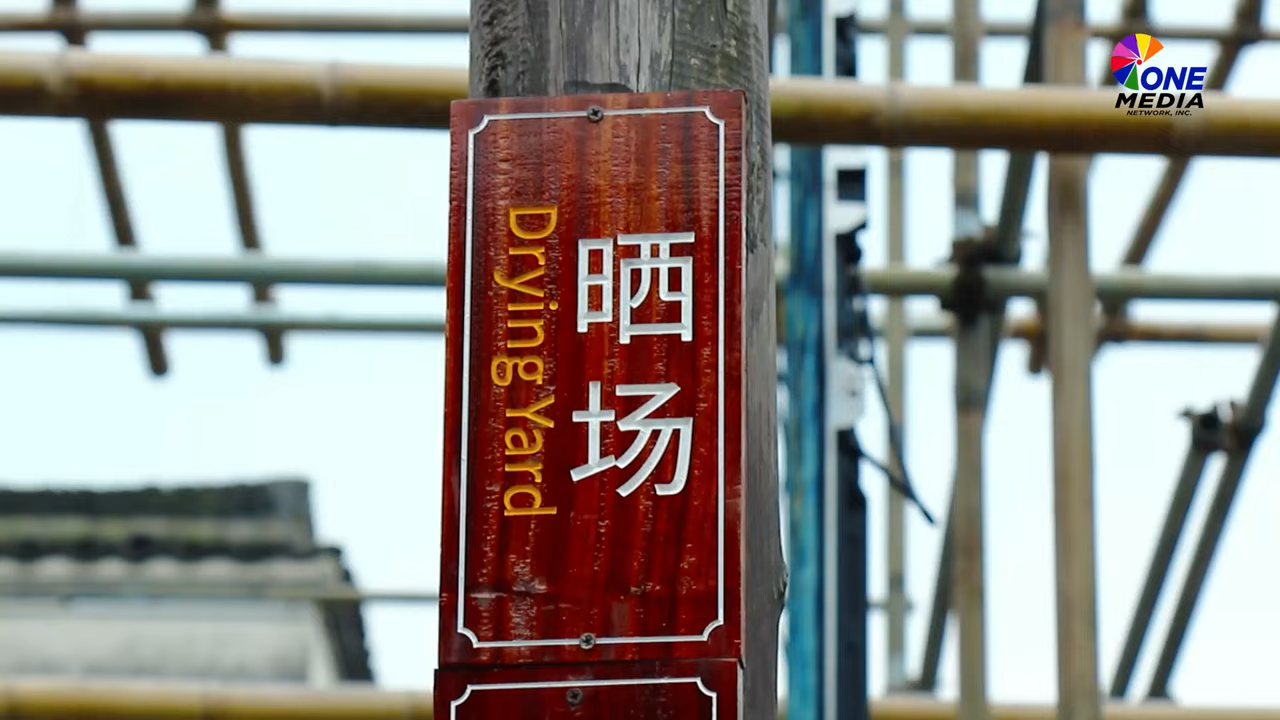 晒场
Drying Yard
ONE
MEDIA
NETWORK, INC.